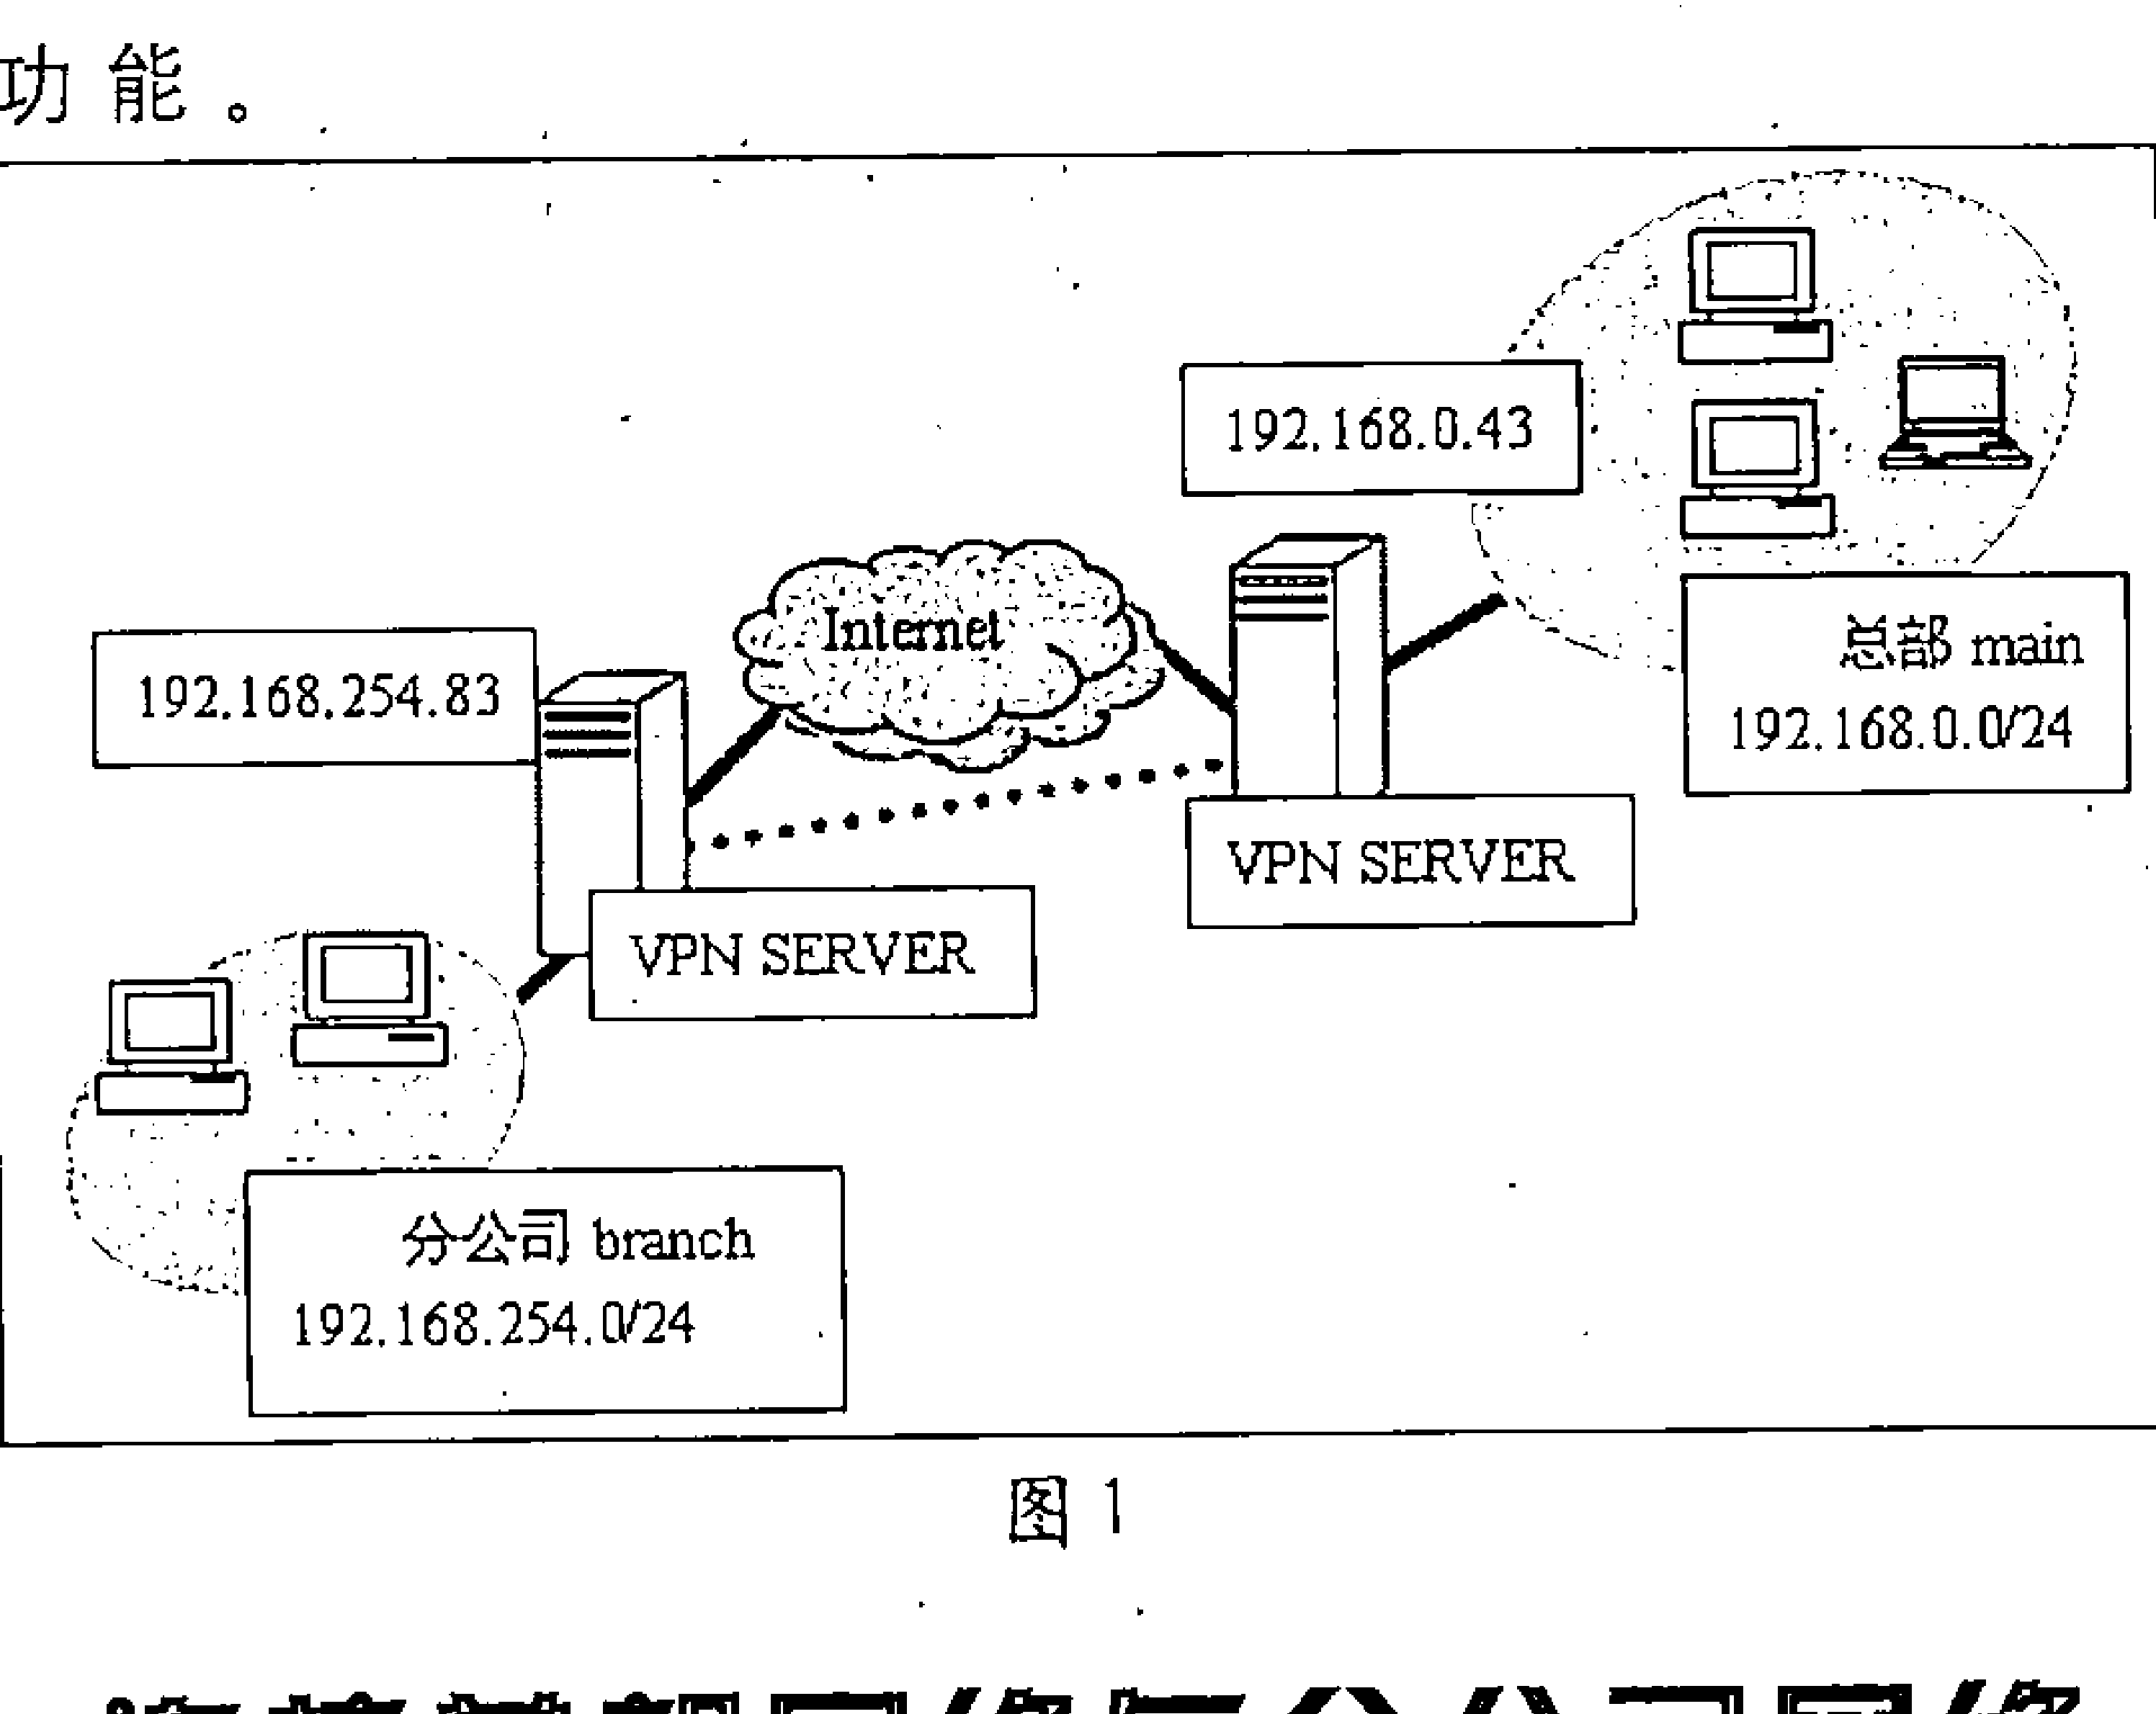 功能。
192.168.0.43
Internet
总部 main
192.168.0.0/24
192.168.254.83
VPN SERVER
VPN SERVER
分公司 branch
192.168.254.0/24
图 1